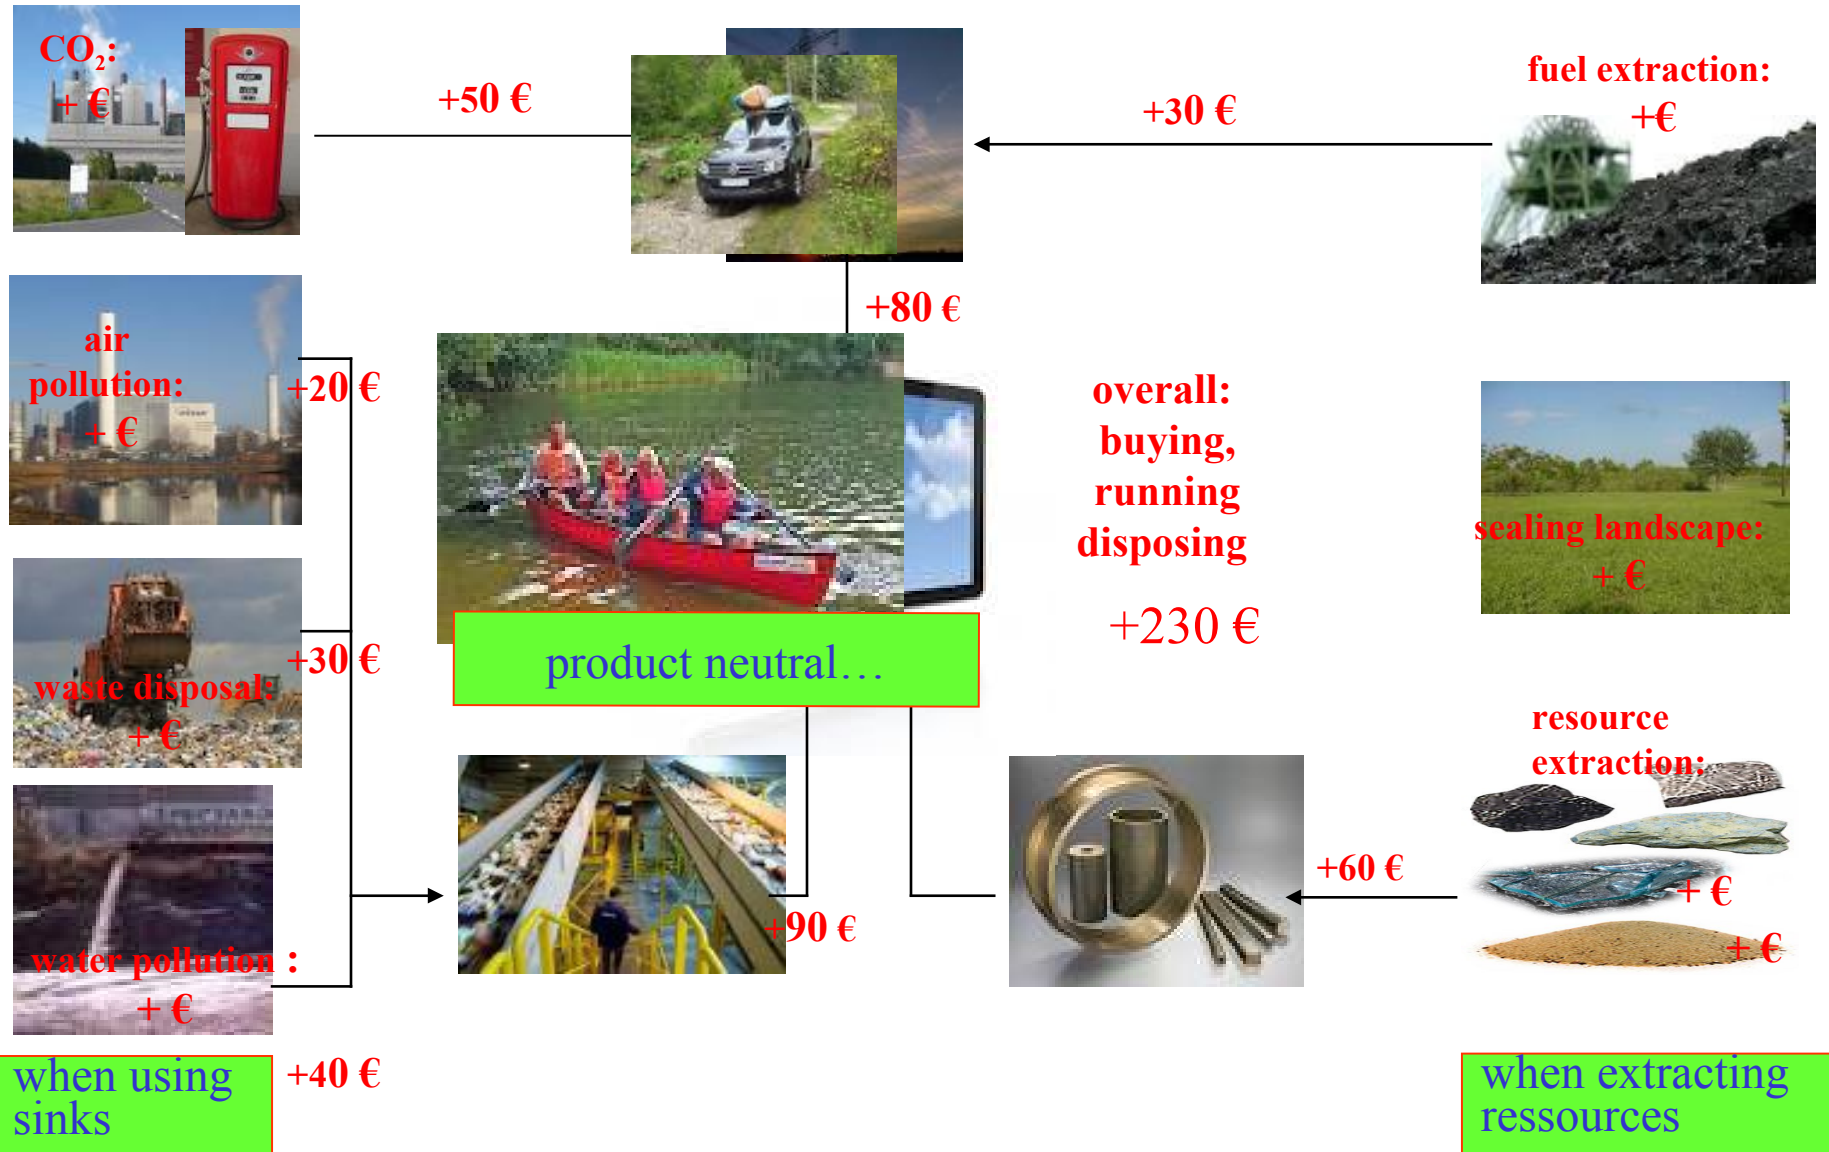 CO₂:
+ €
+50 €
+30 €
fuel extraction:
+€
+80 €
air
pollution:
+ €
+20 €
overall:
buying,
running
disposing
+230 €
sealing landscape:
+ €
waste disposal:
+ €
+30 €
product neutral…
resource
extraction:
+ €
+ €
+60 €
+90 €
water pollution :
+ €
+40 €
when using
sinks
when extracting
ressources